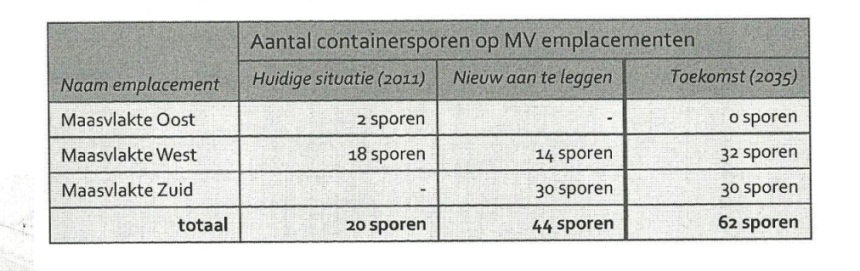 Aantal containersporen op MV emplacementen
Naam emplacement Huidige situatie (2011) Nieuw aan te leggen Toekomst (2035)
Maasvlakte Oost 2 sporen - 0 sporen
Maasvlakte West 18 sporen 14 sporen 32 sporen
Maasvlakte Zuid - 30 sporen 30 sporen
totaal 20 sporen 44 sporen 62 sporen